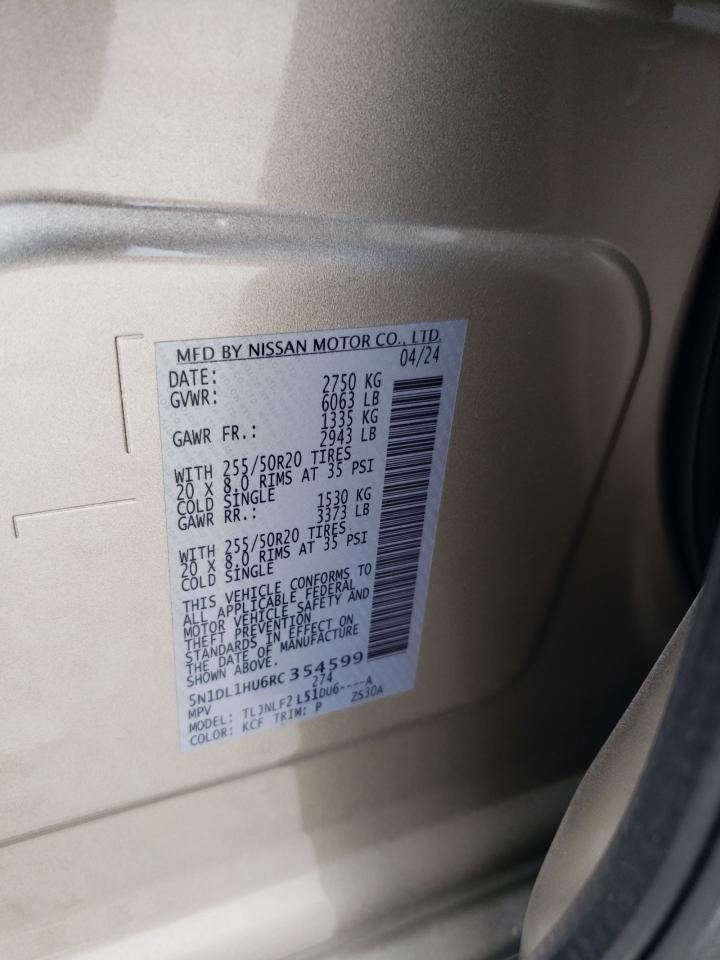 MFD BY NISSAN MOTOR CO., LTD.
DATE: 04/24
GVWR: 2750 KG
6063 LB
GAWR FR.: 1335 KG
2943 LB
WITH 255/50R20 TIRES
20 X 8.0 RIMS AT 35 PSI
COLD SINGLE
GAWR RR.: 1530 KG
3373 LB
WITH 255/50R20 TIRES
20 X 8.0 RIMS AT 35 PSI
COLD SINGLE
THIS VEHICLE CONFORMS TO
ALL APPLICABLE FEDERAL
MOTOR VEHICLE SAFETY AND
THEFT PREVENTION
STANDARDS IN EFFECT ON
THE DATE OF MANUFACTURE
SHOWN ABOVE.
5N1DL1HU6RC354599
MPV 274
MODEL: TLJNLF2 L51DU6----A
COLOR: KCF TRIM: P ZS30A